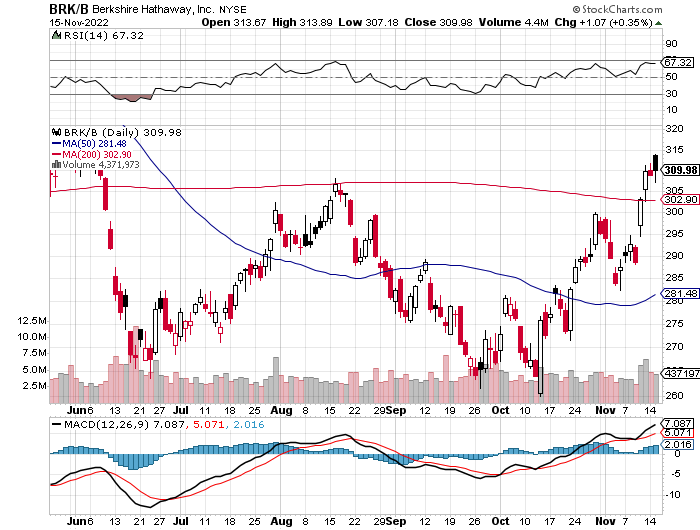 BRK/B Berkshire Hathaway, Inc. NYSE © StockCharts.com
15-Nov-2022 Open 313.67 High 313.89 Low 307.18 Close 309.98 Volume 4.4M Chg +1.07 (+0.35%)
RSI(14) 67.32
90
67.32
50
30
10
BRK/B (Daily) 309.98
MA(50) 281.48
MA(200) 302.90
Volume 4,371,973
320
315
309.98
305
302.90
300
295
290
285
281.48
280
275
270
265
4371973
260
12.5M
10.0M
7.5M
5.0M
2.5M
Jun 6 13 21 27 Jul 11 18 25 Aug 8 15 22 29 Sep 12 19 26 Oct 10 17 24 Nov 7 14
MACD(12,26,9) 7.087, 5.071, 2.016
7.087
5.071
2.016
0
-5
-10
Jun 6 13 21 27 Jul 11 18 25 Aug 8 15 22 29 Sep 12 19 26 Oct 10 17 24 Nov 7 14